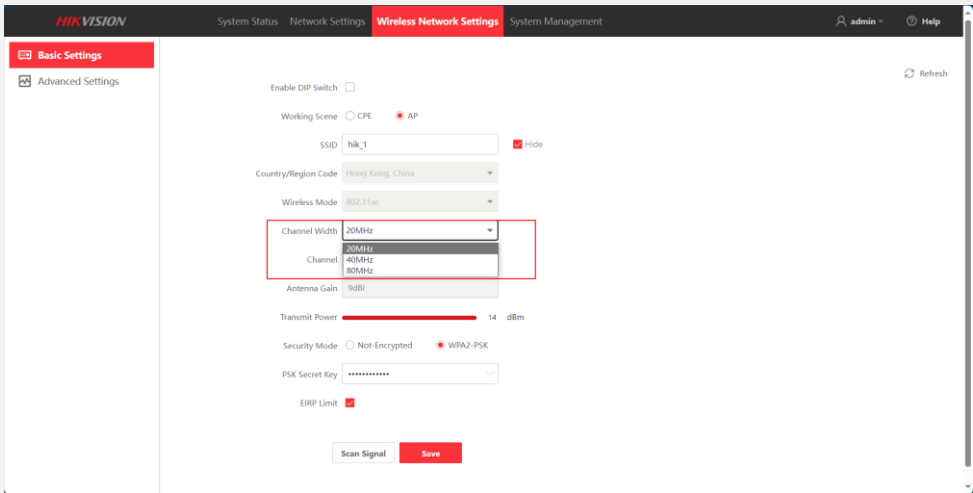 HIKVISION
System Status Network Settings Wireless Network Settings System Management
admin Help
Basic Settings
Advanced Settings
Refresh
Enable DIP Switch
Working Scene CPE AP
SSID hik_1 Hide
Country/Region Code Hong Kong, China
Wireless Mode 802.11ac
Channel Width 20MHz
20MHz
Channel 40MHz
80MHz
Antenna Gain 9dBi
Transmit Power 14 dBm
Security Mode Not-Encrypted WPA2-PSK
PSK Secret Key ••••••••••••
EIRP Limit
Scan Signal Save